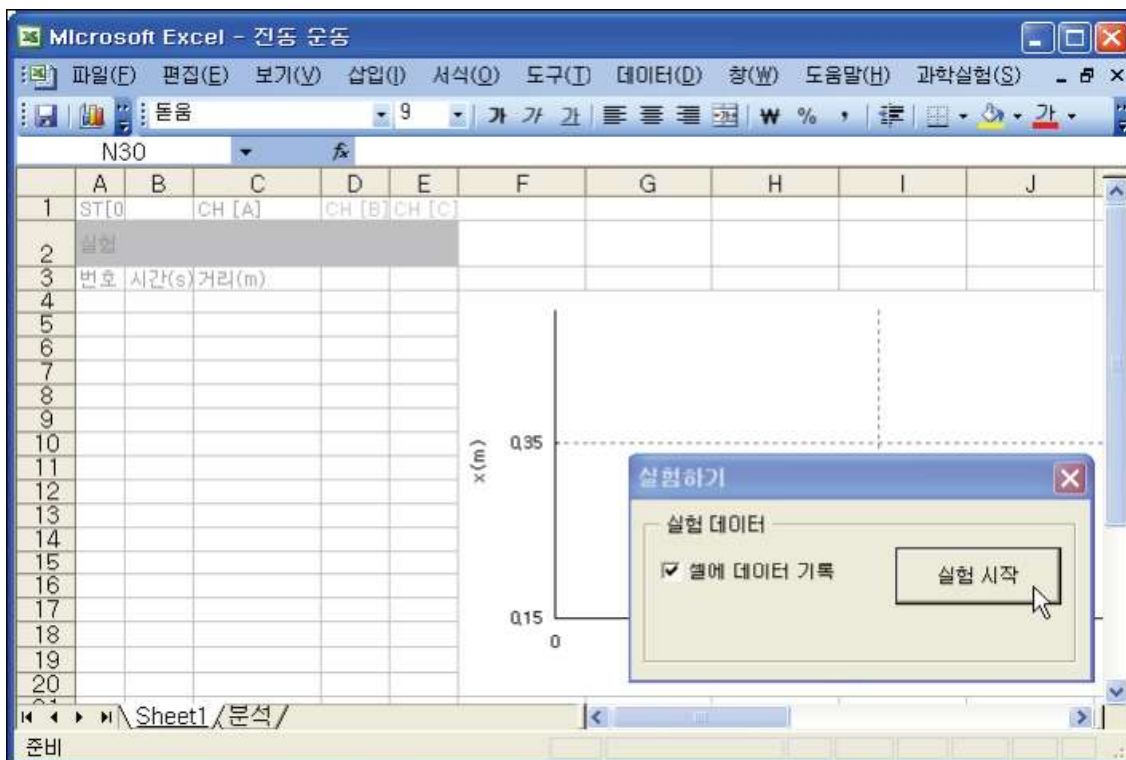 Microsoft Excel - 진동 운동
파일(F) 편집(E) 보기(V) 삽입(I) 서식(O) 도구(T) 데이터(D) 창(W) 도움말(H) 과학실험(S)
돋움 9 가 가 가 ₩ % , 가
N30 fx
A B C D E F G H I J
1 ST[0 CH [A] CH [B] CH [C]
2 실험
3 번호 시간(s) 거리(m)
4
5
6
7
8
9
10
11
12
13
14
15
16
17
18
19
20
x(m)
0,35
0,15
0
실험하기
실험 데이터
셀에 데이터 기록
실험 시작
Sheet1 / 분석 /
준비